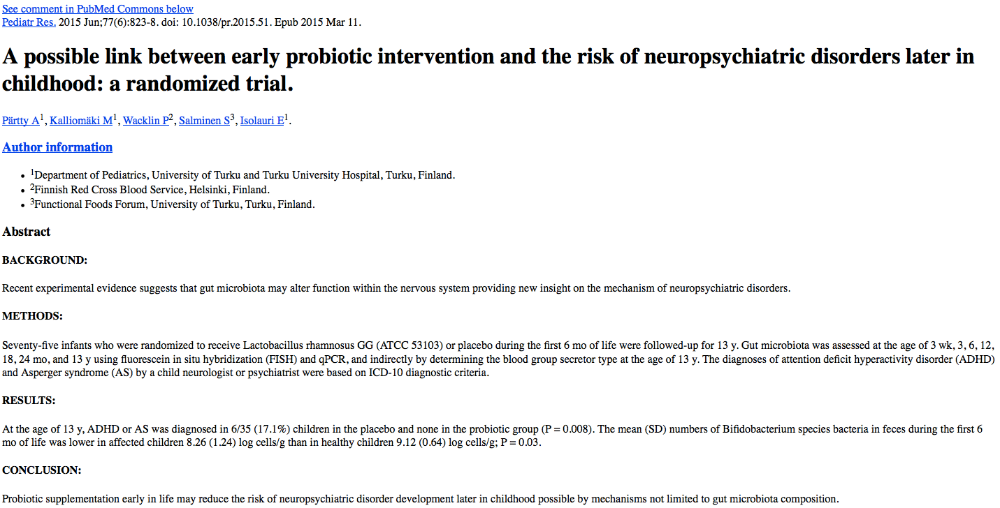 See comment in PubMed Commons below
Pediatr Res. 2015 Jun;77(6):823-8. doi: 10.1038/pr.2015.51. Epub 2015 Mar 11.
A possible link between early probiotic intervention and the risk of neuropsychiatric disorders later in
childhood: a randomized trial.
Pärtty A1, Kalliomäki M1, Wacklin P2, Salminen S3, Isolauri E1.
Author information
• 1Department of Pediatrics, University of Turku and Turku University Hospital, Turku, Finland.
• 2Finnish Red Cross Blood Service, Helsinki, Finland.
• 3Functional Foods Forum, University of Turku, Turku, Finland.
Abstract
BACKGROUND:
Recent experimental evidence suggests that gut microbiota may alter function within the nervous system providing new insight on the mechanism of neuropsychiatric disorders.
METHODS:
Seventy-five infants who were randomized to receive Lactobacillus rhamnosus GG (ATCC 53103) or placebo during the first 6 mo of life were followed-up for 13 y. Gut microbiota was assessed at the age of 3 wk, 3, 6, 12,
18, 24 mo, and 13 y using fluorescein in situ hybridization (FISH) and qPCR, and indirectly by determining the blood group secretor type at the age of 13 y. The diagnoses of attention deficit hyperactivity disorder (ADHD)
and Asperger syndrome (AS) by a child neurologist or psychiatrist were based on ICD-10 diagnostic criteria.
RESULTS:
At the age of 13 y, ADHD or AS was diagnosed in 6/35 (17.1%) children in the placebo and none in the probiotic group (P = 0.008). The mean (SD) numbers of Bifidobacterium species bacteria in feces during the first 6
mo of life was lower in affected children 8.26 (1.24) log cells/g than in healthy children 9.12 (0.64) log cells/g; P = 0.03.
CONCLUSION:
Probiotic supplementation early in life may reduce the risk of neuropsychiatric disorder development later in childhood possible by mechanisms not limited to gut microbiota composition.